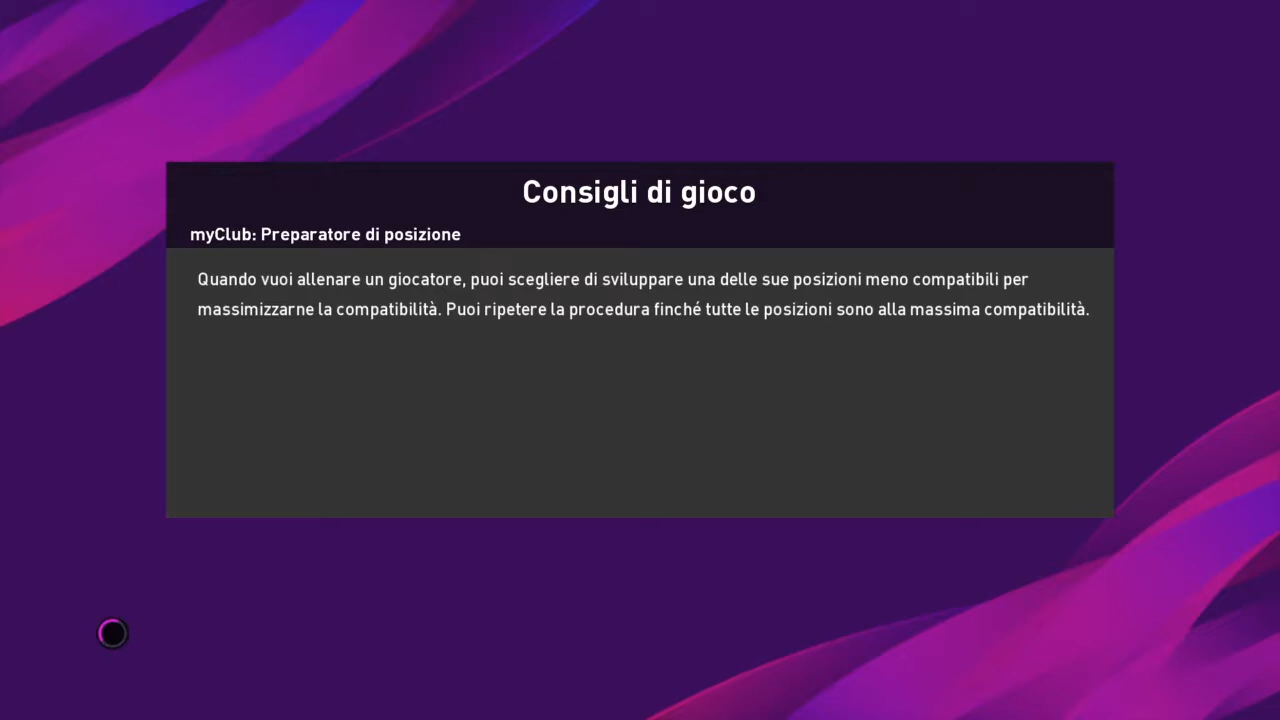 Consigli di gioco
myClub: Preparatore di posizione
Quando vuoi allenare un giocatore, puoi scegliere di sviluppare una delle sue posizioni meno compatibili per
massimizzarne la compatibilità. Puoi ripetere la procedura finché tutte le posizioni sono alla massima compatibilità.